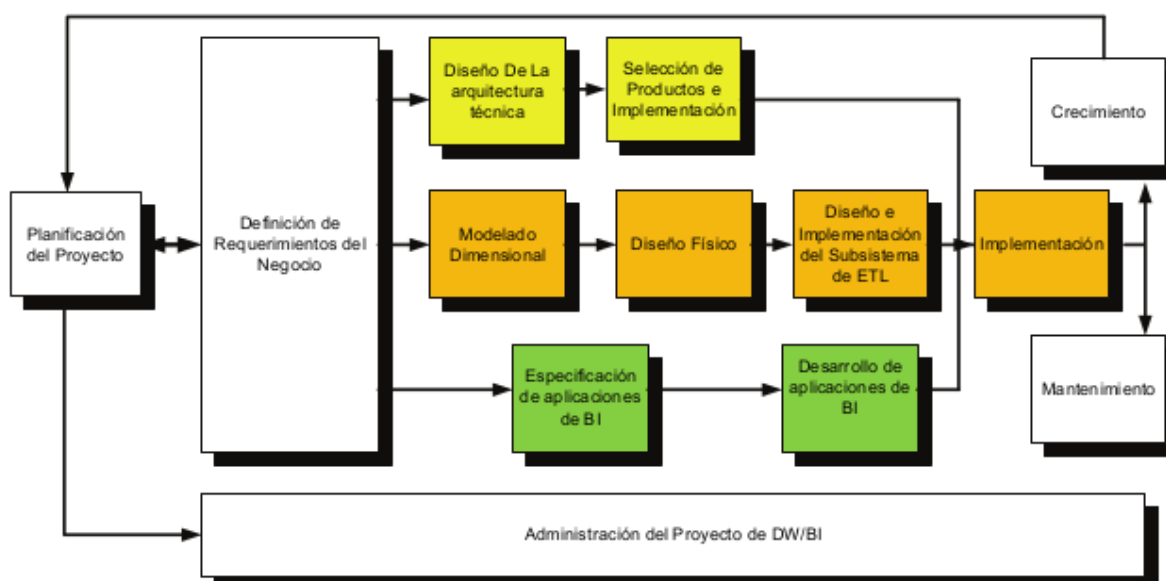 Planificación
del Proyecto
Definición de
Requerimientos del
Negocio
Diseño De La
arquitectura
técnica
Selección de
Productos e
Implementación
Modelado
Dimensional
Diseño Físico
Diseño e
Implementación
del Subsistema
de ETL
Implementación
Especificación
de aplicaciones
de BI
Desarrollo de
aplicaciones de
BI
Crecimiento
Mantenimiento
Administración del Proyecto de DW/BI